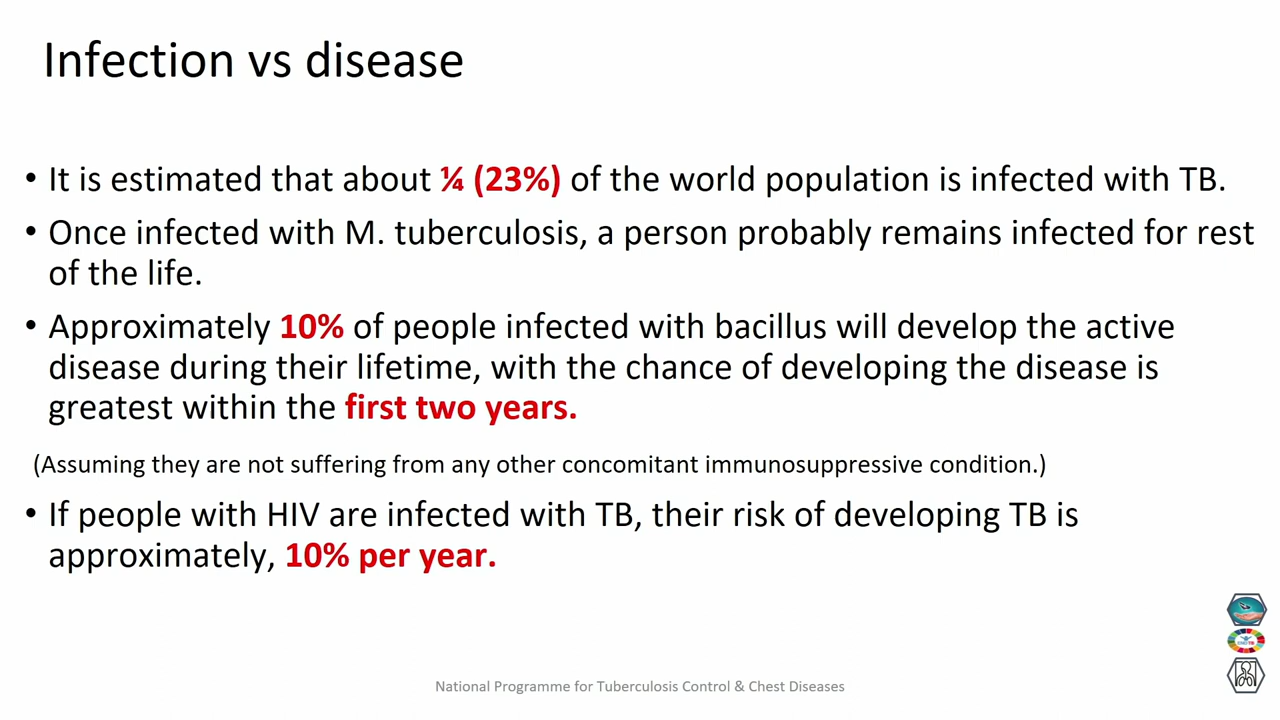 Infection vs disease
• It is estimated that about ¼ (23%) of the world population is infected with TB.
• Once infected with M. tuberculosis, a person probably remains infected for rest
of the life.
• Approximately 10% of people infected with bacillus will develop the active
disease during their lifetime, with the chance of developing the disease is
greatest within the first two years.
(Assuming they are not suffering from any other concomitant immunosuppressive condition.)
• If people with HIV are infected with TB, their risk of developing TB is
approximately, 10% per year.
National Programme for Tuberculosis Control & Chest Diseases